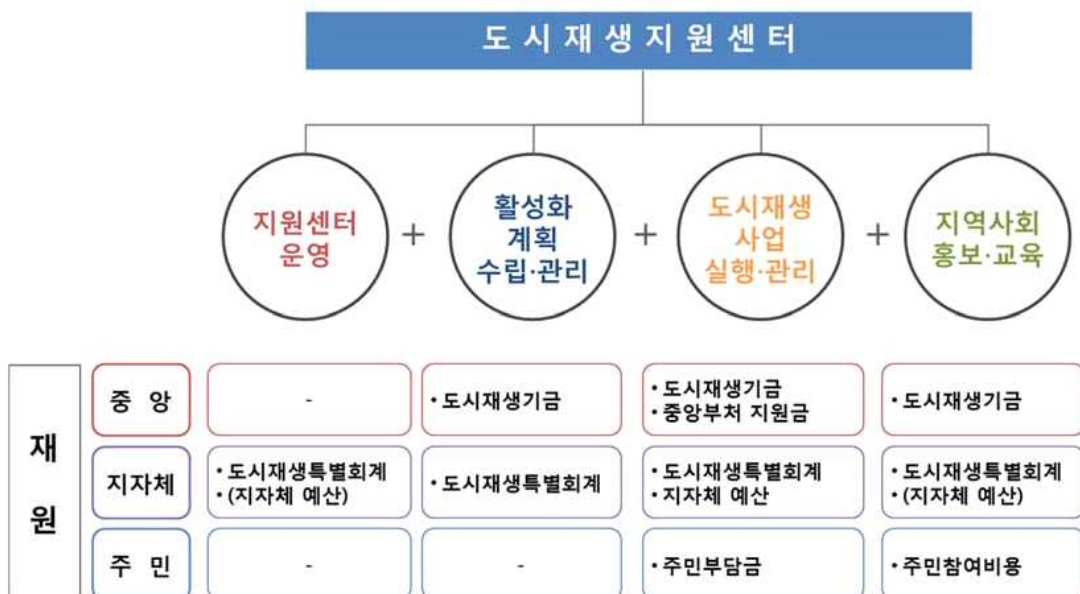 도시재생지원센터
지원센터
운영
+
활성화
계획
수립·관리
+
도시재생
사업
실행·관리
+
지역사회
홍보·교육
재
원
중 앙
-
• 도시재생기금
• 도시재생기금
• 중앙부처 지원금
• 도시재생기금
지자체
• 도시재생특별회계
• (지자체 예산)
• 도시재생특별회계
• 도시재생특별회계
• 지자체 예산
• 도시재생특별회계
• (지자체 예산)
주 민
-
-
• 주민부담금
• 주민참여비용